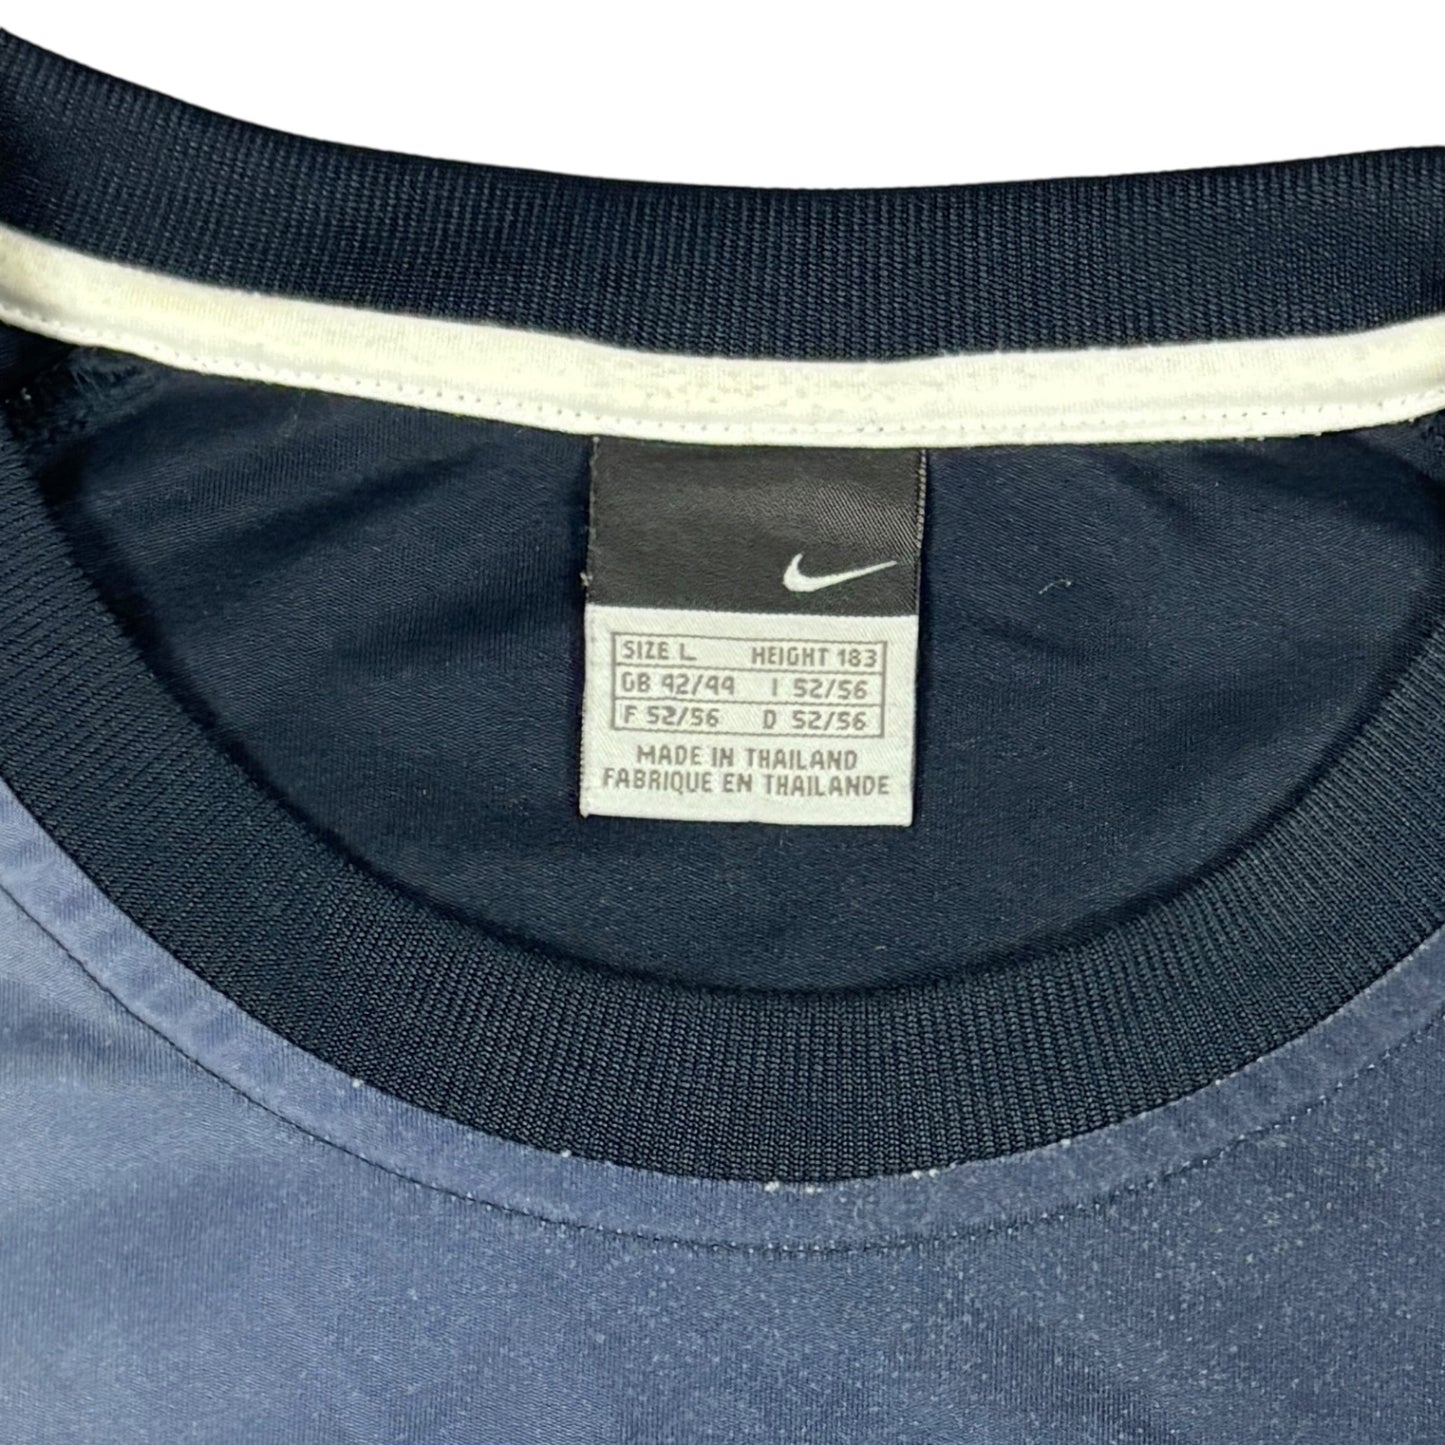 SIZE L HEIGHT 183
GB 42/44 I 52/56
F 52/56 D 52/56
MADE IN THAILAND
FABRIQUE EN THAILANDE